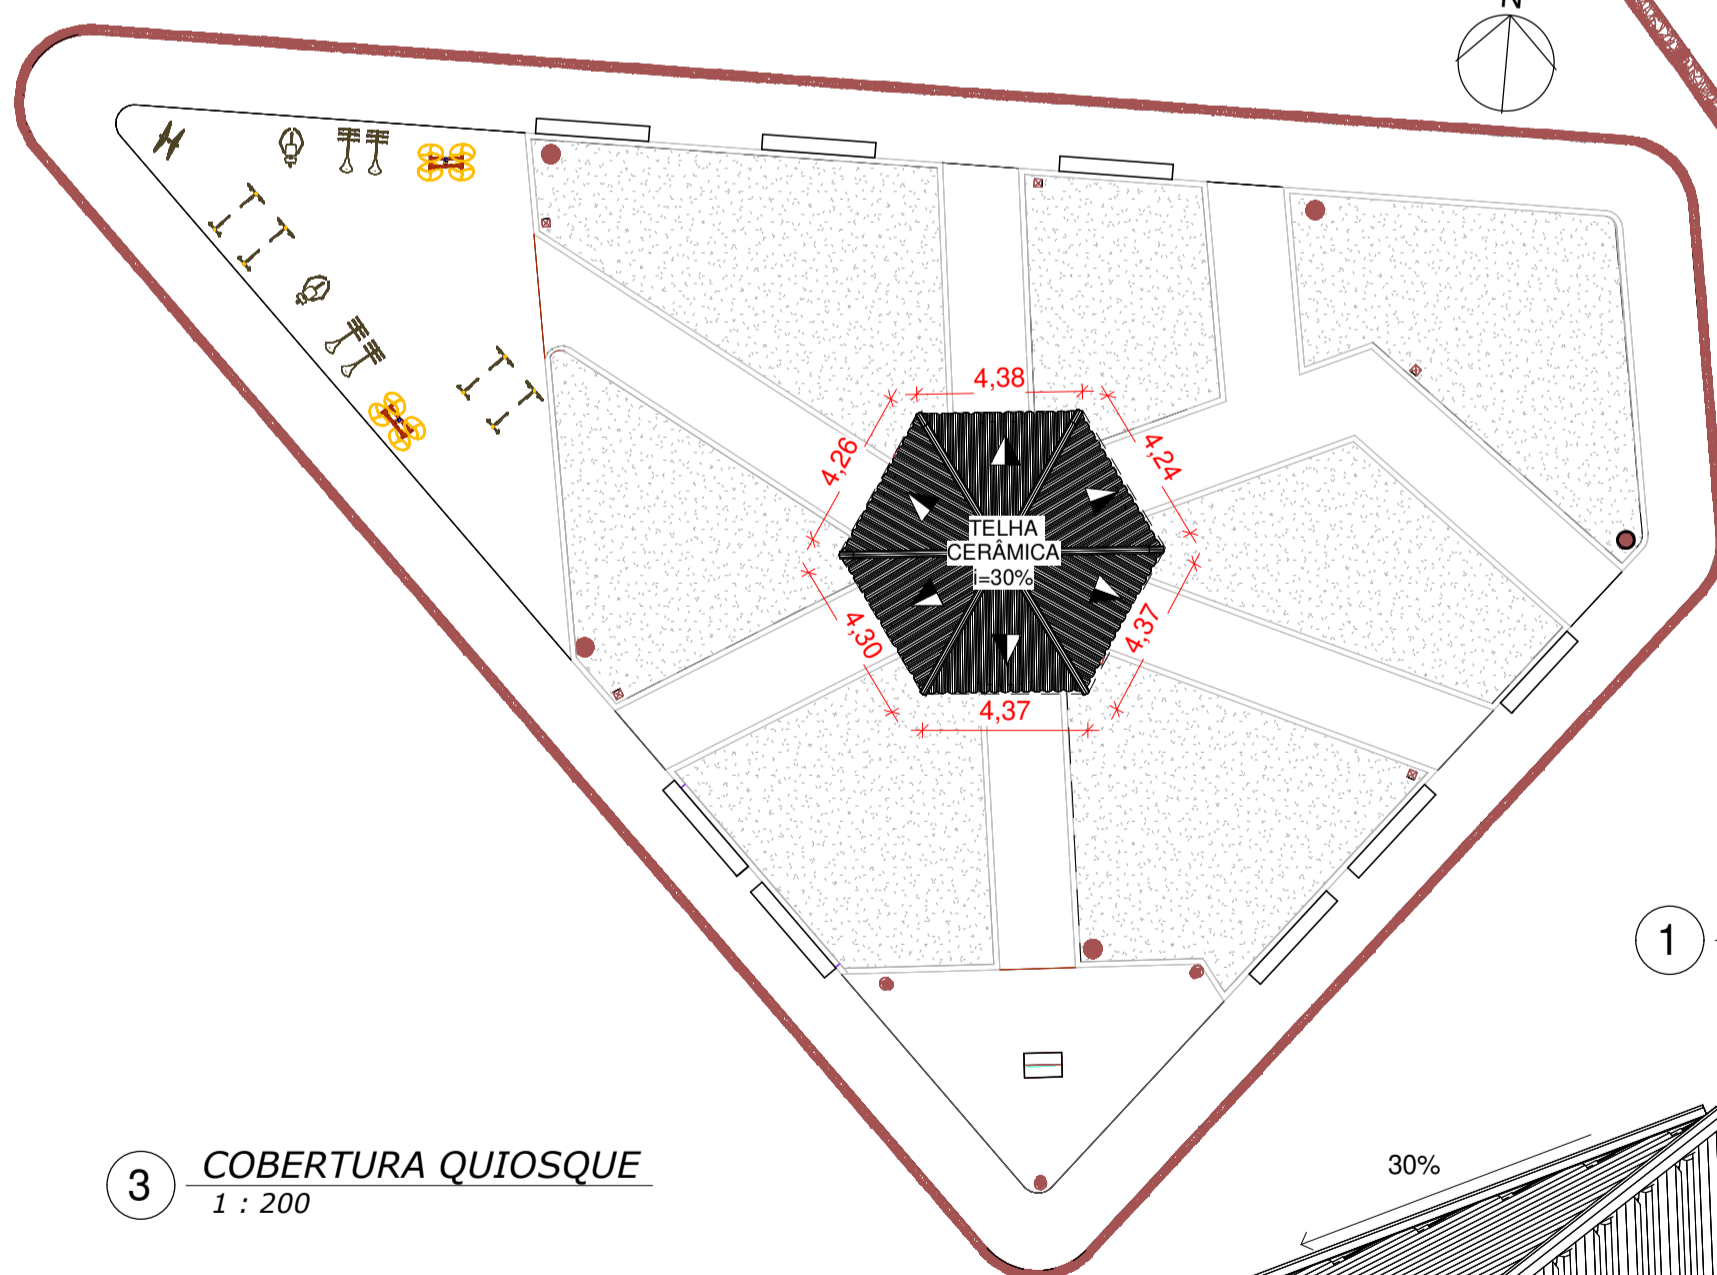 N
4,38
4,26
4,24
TELHA
CERÂMICA
i=30%
4,30
4,37
4,37
1
3
COBERTURA QUIOSQUE
1 : 200
30%